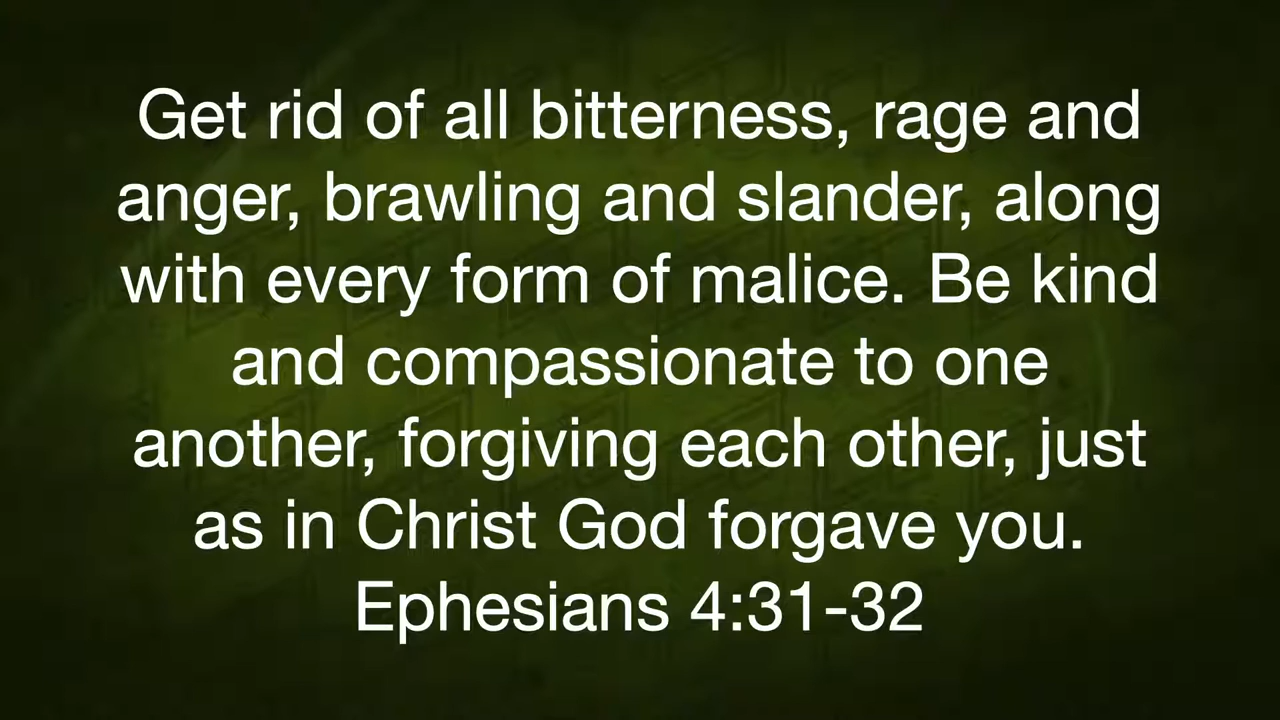 Get rid of all bitterness, rage and
anger, brawling and slander, along
with every form of malice. Be kind
and compassionate to one
another, forgiving each other, just
as in Christ God forgave you.
Ephesians 4:31-32